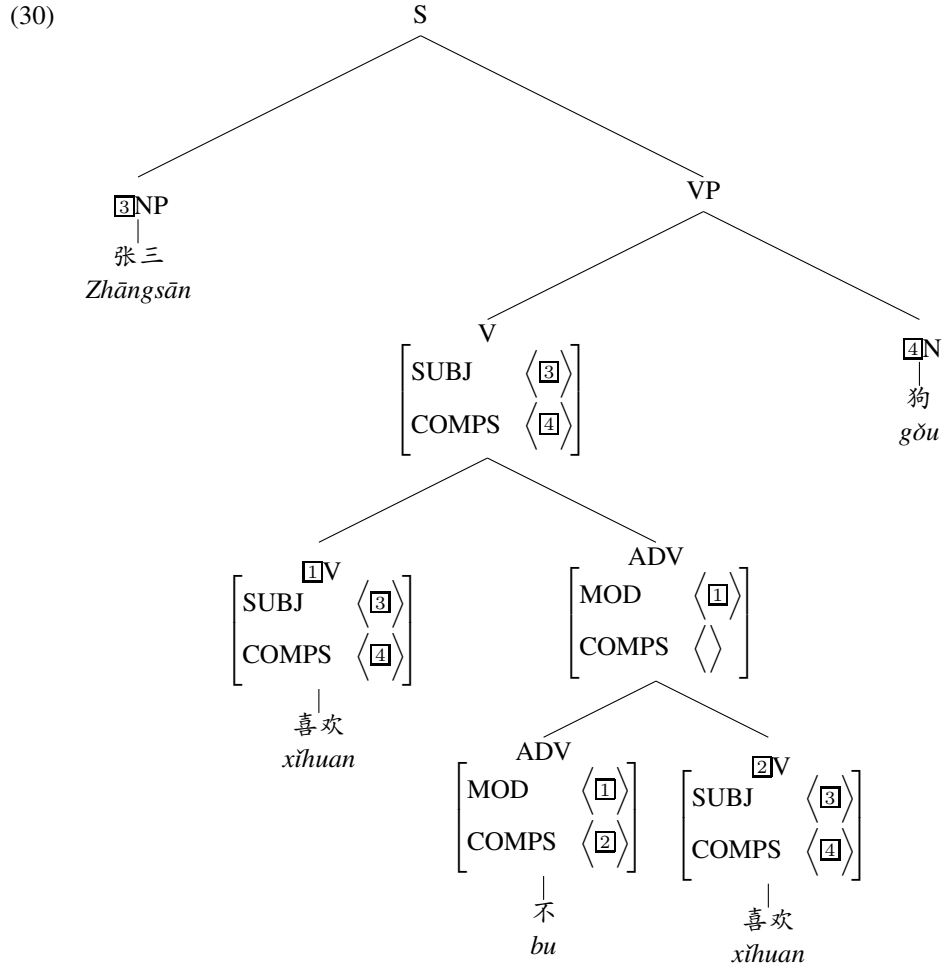 (30)
S
3NP
VP
张三
Zhāngsān
V
SUBJ 〈3〉
COMPS 〈4〉
4N
狗
gǒu
1V
SUBJ 〈3〉
COMPS 〈4〉
ADV
MOD 〈1〉
COMPS 〈〉
喜欢
xǐhuan
ADV
MOD 〈1〉
COMPS 〈2〉
2V
SUBJ 〈3〉
COMPS 〈4〉
不
bu
喜欢
xǐhuan